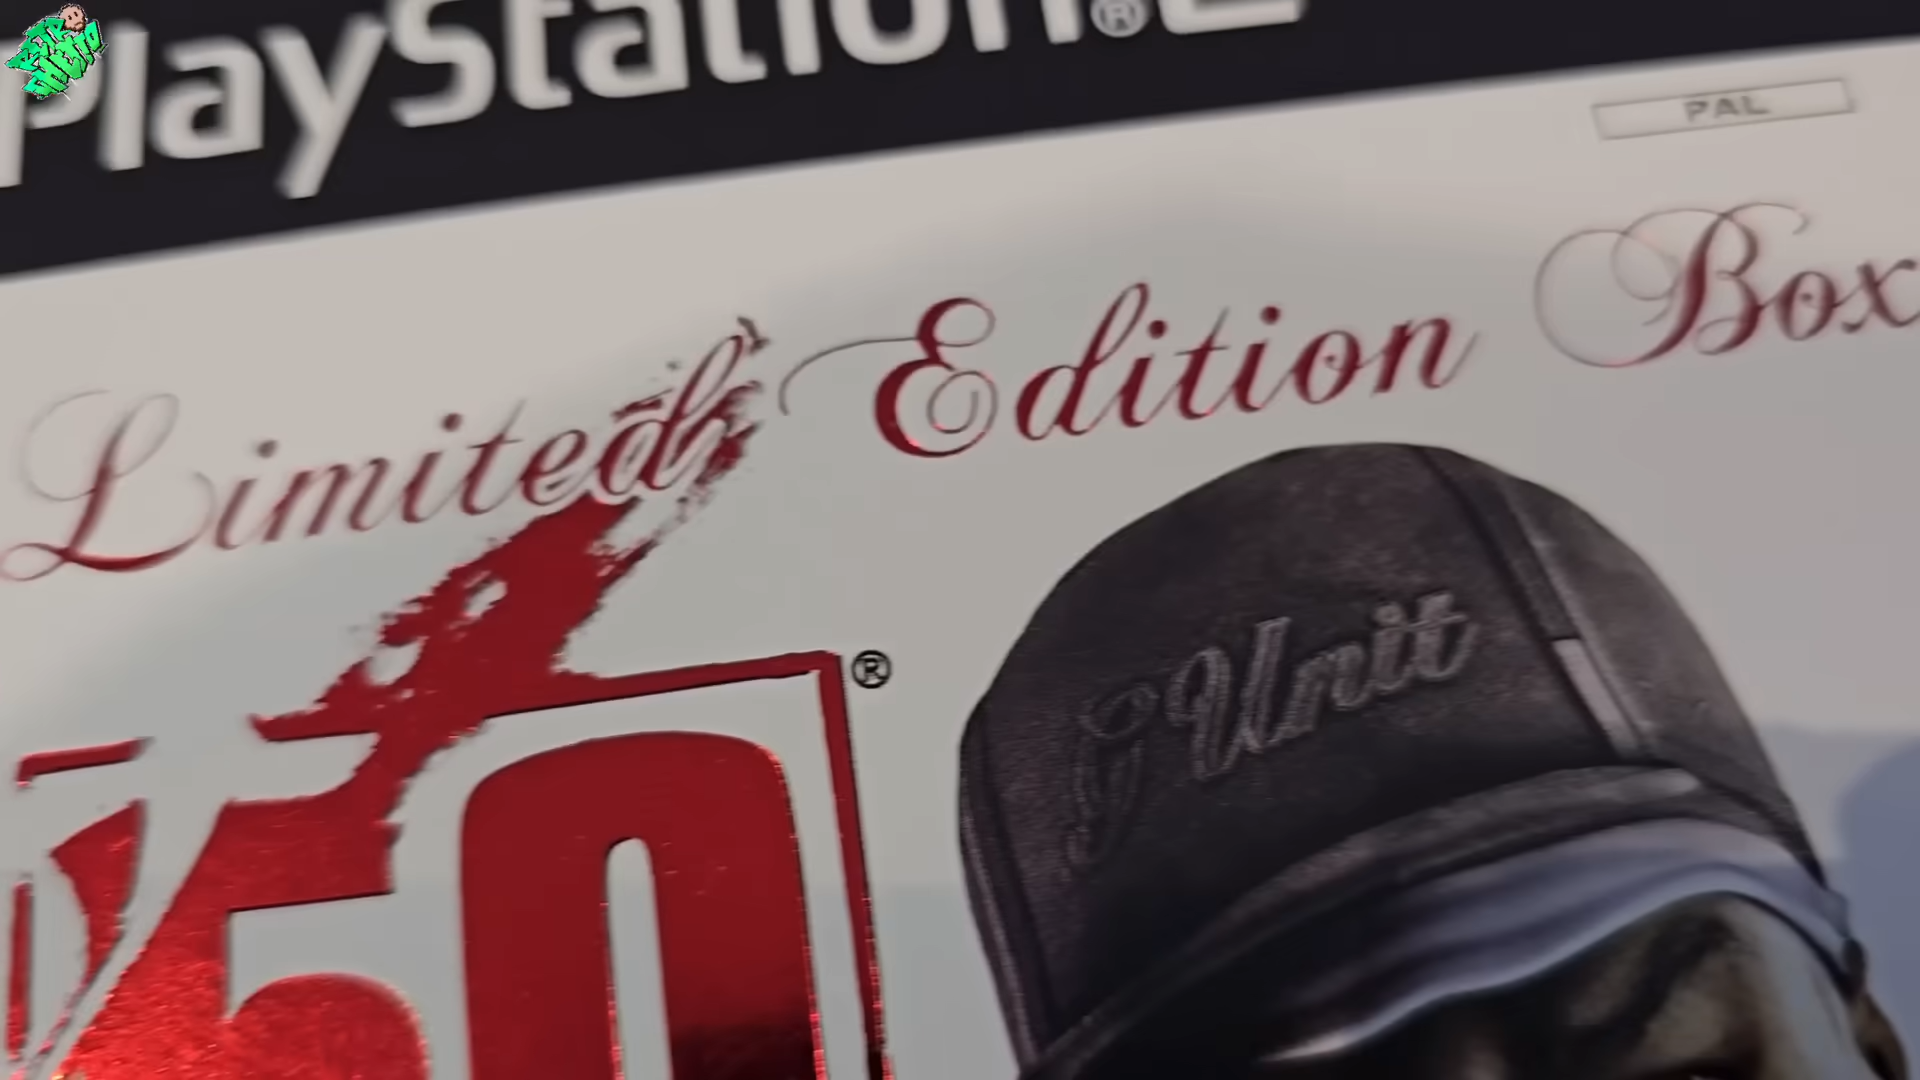 PlayStation®2
PAL
Limited Edition Box
®
50
G Unit